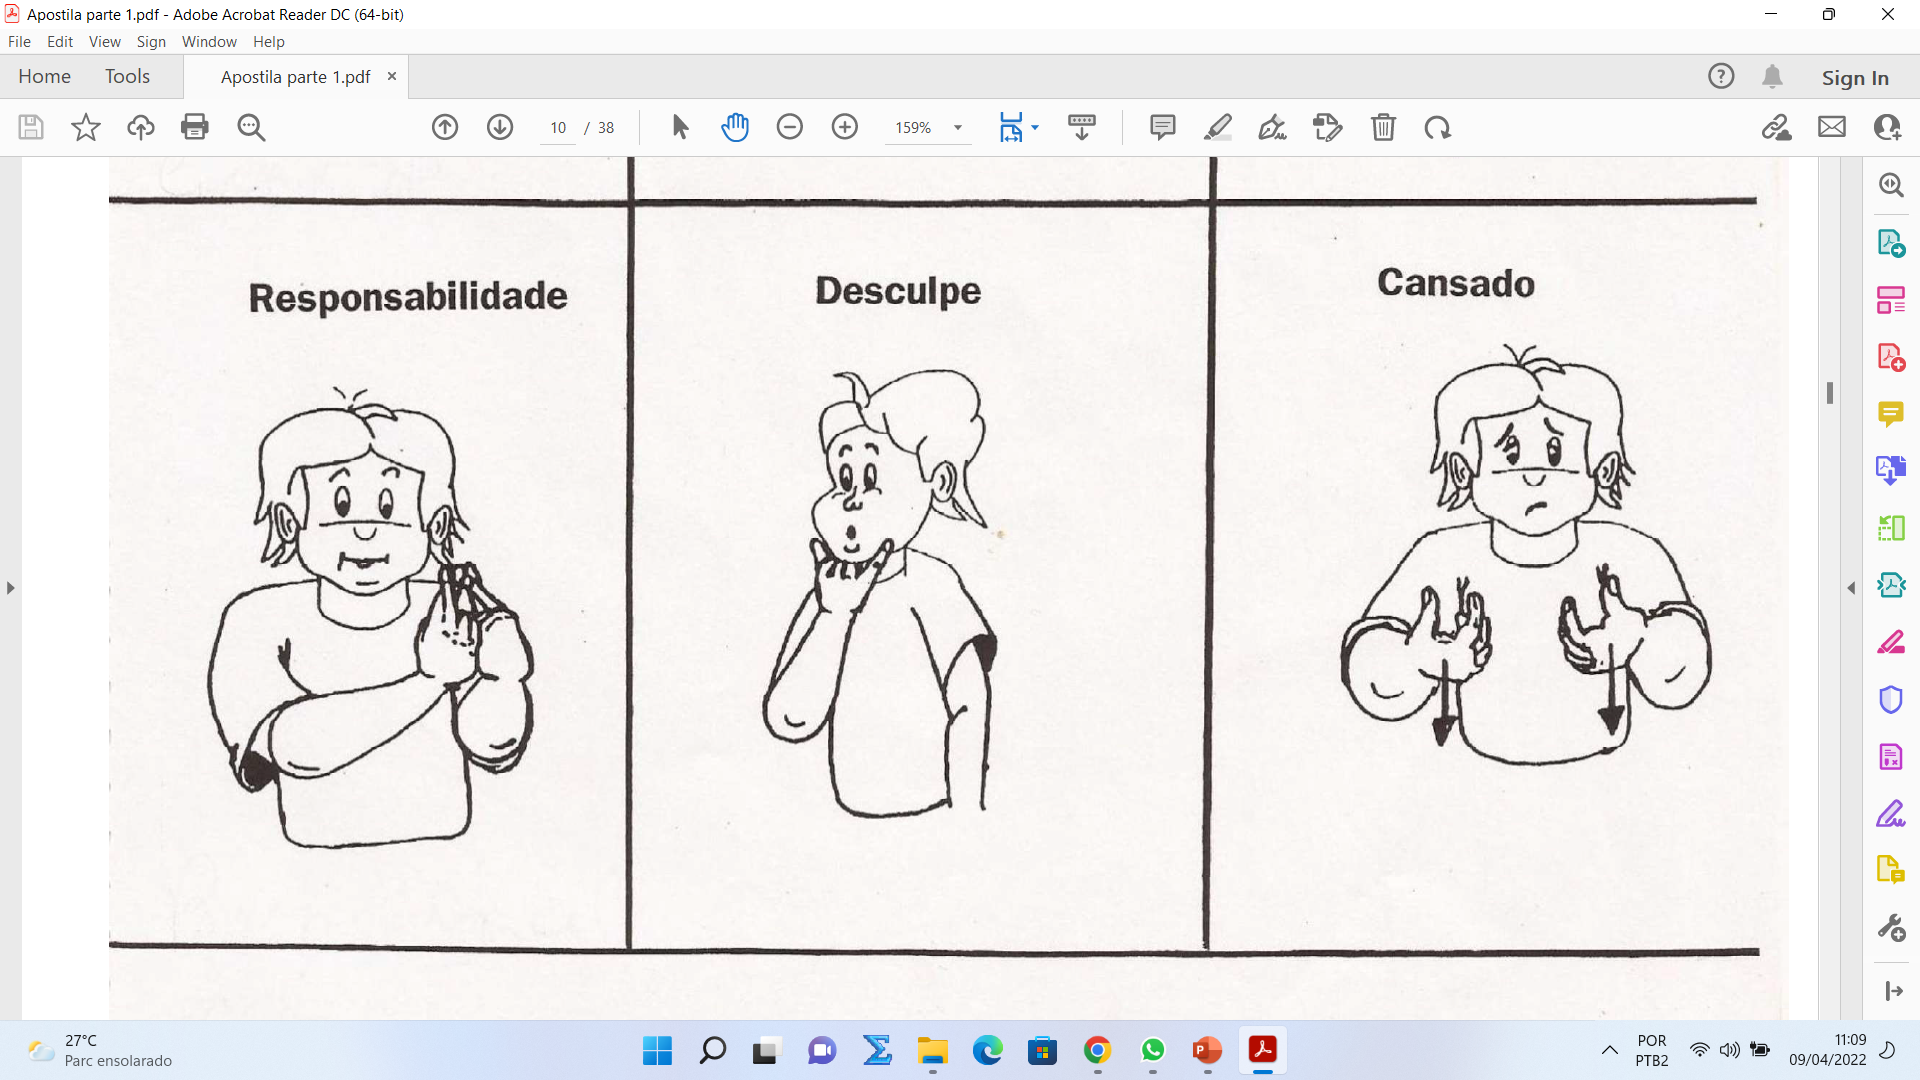 Apostila parte 1.pdf - Adobe Acrobat Reader DC (64-bit)
File Edit View Sign Window Help
Home Tools Apostila parte 1.pdf × Sign In
10 / 38 159%
Responsabilidade
Desculpe
Cansado
27°C
Parc ensolarado
POR
PTB2
11:09
09/04/2022